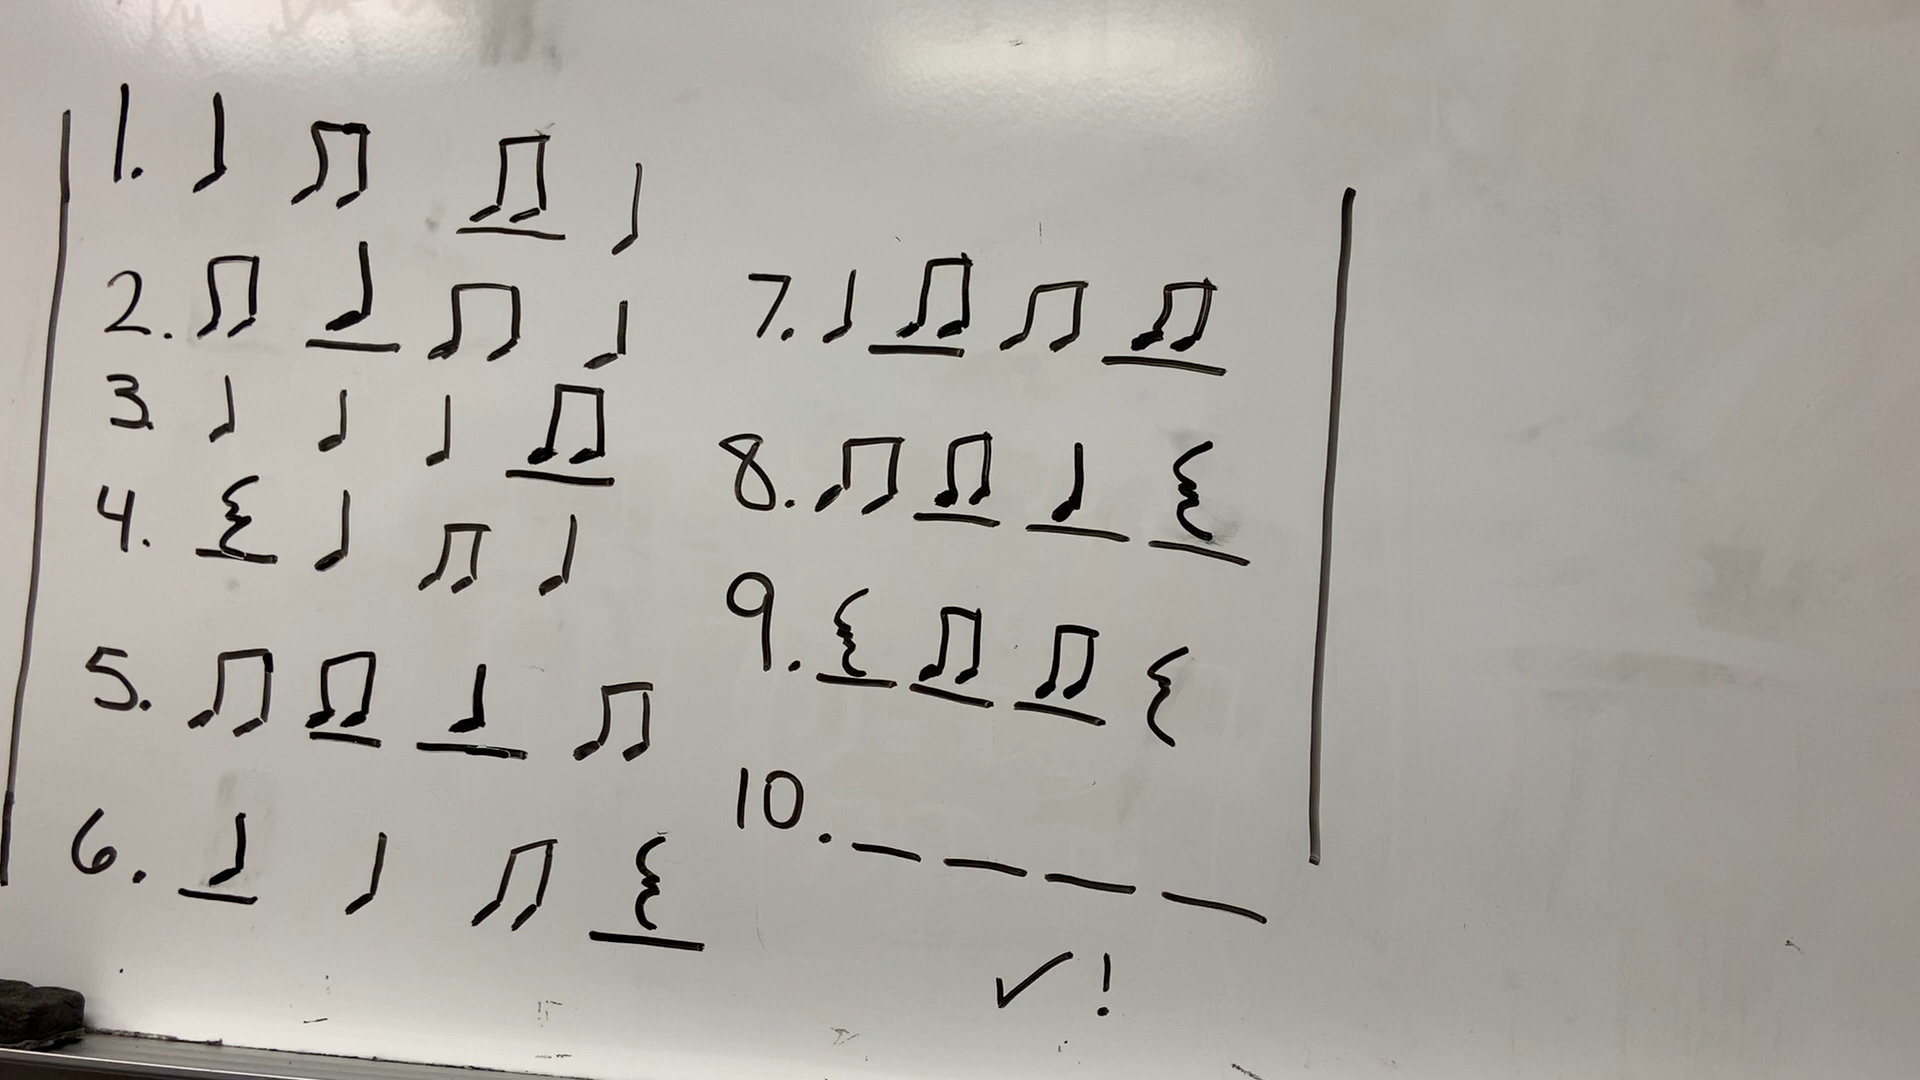 1. ♩ ♫ ♫ ♩
2. ♫ ♩ ♫ ♩
3. ♩ ♩ ♩ ♫
4. 𝄽 ♩ ♫ ♩
5. ♫ ♫ ♩ ♫
6. ♩ ♩ ♫ 𝄽
7. ♩ ♫ ♫ ♫
8. ♫ ♫ ♩ 𝄽
9. 𝄽 ♫ ♫ 𝄽
10. _ _ _ _
✓!